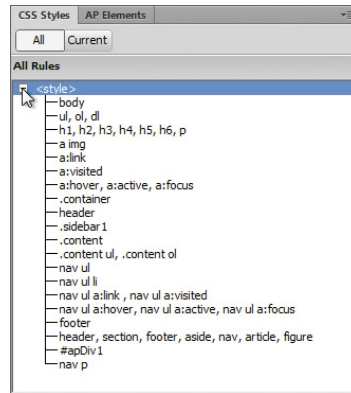 CSS Styles AP Elements
All Current
All Rules
<style>
body
ul, ol, dl
h1, h2, h3, h4, h5, h6, p
a img
a:link
a:visited
a:hover, a:active, a:focus
.container
header
.sidebar1
.content
.content ul, .content ol
nav ul
nav ul li
nav ul a:link , nav ul a:visited
nav ul a:hover, nav ul a:active, nav ul a:focus
footer
header, section, footer, aside, nav, article, figure
#apDiv1
nav p